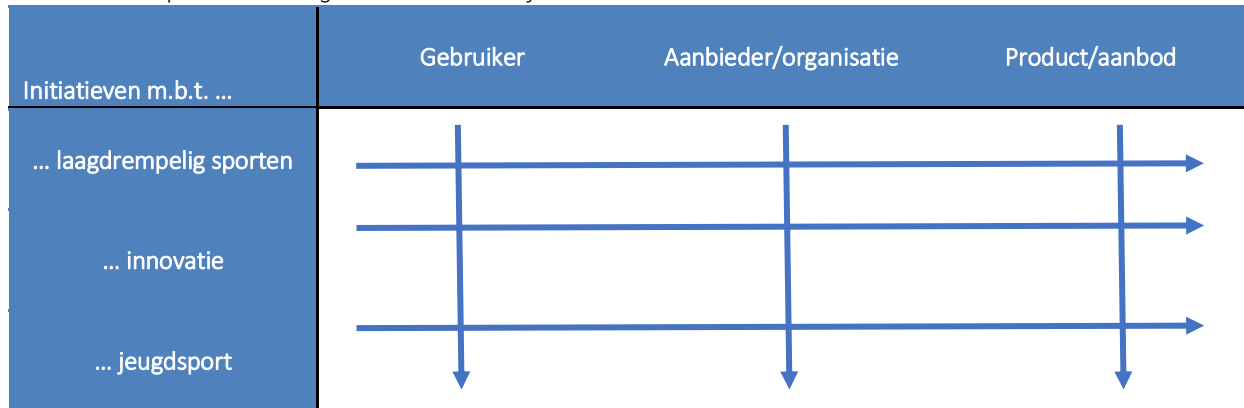 Gebruiker Aanbieder/organisatie Product/aanbod
Initiatieven m.b.t. ...
... laagdrempelig sporten
... innovatie
... jeugdsport